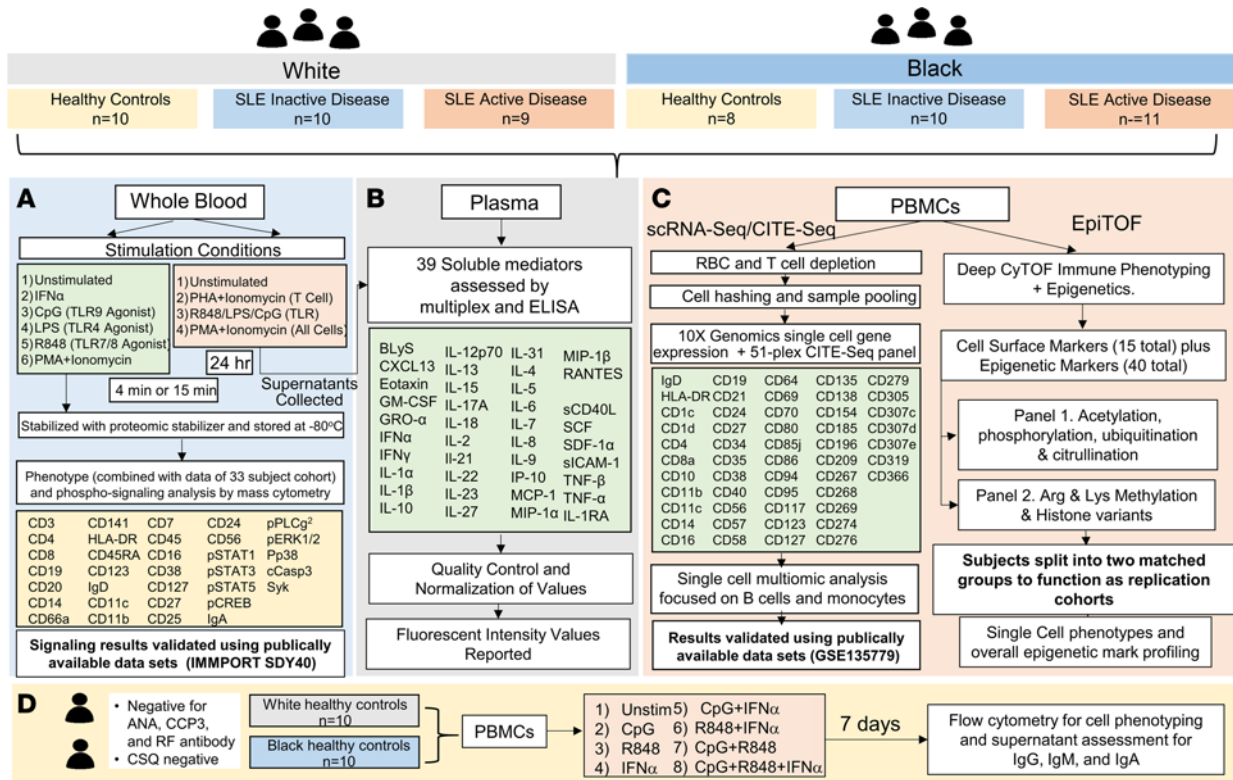 White
Black
Healthy Controls
n=10
SLE Inactive Disease
n=10
SLE Active Disease
n=9
Healthy Controls
n=8
SLE Inactive Disease
n=10
SLE Active Disease
n-=11
A
Whole Blood
Stimulation Conditions
1)Unstimulated
2)IFNα
3)CpG (TLR9 Agonist)
4)LPS (TLR4 Agonist)
5)R848 (TLR7/8 Agonist)
6)PMA+Ionomycin
1)Unstimulated
2)PHA+Ionomycin (T Cell)
3)R848/LPS/CpG (TLR)
4)PMA+Ionomycin (All Cells)
24 hr
4 min or 15 min
Supernatants
Collected
Stabilized with proteomic stabilizer and stored at -80ºC
Phenotype (combined with data of 33 subject cohort)
and phospho-signaling analysis by mass cytometry
CD3 CD141 CD7 CD24 pPLCg²
CD4 HLA-DR CD45 CD56 pERK1/2
CD8 CD45RA CD16 pSTAT1 Pp38
CD19 CD123 CD38 pSTAT3 cCasp3
CD20 IgD CD127 pSTAT5 Syk
CD14 CD11c CD27 pCREB
CD66a CD11b CD25 IgA
Signaling results validated using publically
available data sets (IMMPORT SDY40)
B
Plasma
39 Soluble mediators
assessed by
multiplex and ELISA
BLyS
CXCL13
Eotaxin
GM-CSF
GRO-α
IFNα
IFNγ
IL-1α
IL-1β
IL-10
IL-12p70
IL-13
IL-15
IL-17A
IL-18
IL-2
Il-21
IL-22
IL-23
IL-27
IL-31
IL-4
IL-5
IL-6
IL-7
IL-8
IL-9
IP-10
MCP-1
MIP-1α
MIP-1β
RANTES
sCD40L
SCF
SDF-1α
sICAM-1
TNF-β
TNF-α
IL-1RA
Quality Control and
Normalization of Values
Fluorescent Intensity Values
Reported
C
PBMCs
scRNA-Seq/CITE-Seq
RBC and T cell depletion
Cell hashing and sample pooling
10X Genomics single cell gene
expression + 51-plex CITE-Seq panel
IgD CD19 CD64 CD135 CD279
HLA-DR CD21 CD69 CD138 CD305
CD1c CD24 CD70 CD154 CD307c
CD1d CD27 CD80 CD185 CD307d
CD4 CD34 CD85j CD196 CD307e
CD8a CD35 CD86 CD209 CD319
CD10 CD38 CD94 CD267 CD366
CD11b CD40 CD95 CD268
CD11c CD56 CD117 CD269
CD14 CD57 CD123 CD274
CD16 CD58 CD127 CD276
Single cell multiomic analysis
focused on B cells and monocytes
Results validated using publically
available data sets (GSE135779)
EpiTOF
Deep CyTOF Immune Phenotyping
+ Epigenetics.
Cell Surface Markers (15 total) plus
Epigenetic Markers (40 total)
Panel 1. Acetylation,
phosphorylation, ubiquitination
& citrullination
Panel 2. Arg & Lys Methylation
& Histone variants
Subjects split into two matched
groups to function as replication
cohorts
Single Cell phenotypes and
overall epigenetic mark profiling
D
• Negative for
ANA, CCP3,
and RF antibody
• CSQ negative
White healthy controls
n=10
Black healthy controls
n=10
PBMCs
1) Unstim 5) CpG+IFNα
2) CpG 6) R848+IFNα
3) R848 7) CpG+R848
4) IFNα 8) CpG+R848+IFNα
7 days
Flow cytometry for cell phenotyping
and supernatant assessment for
IgG, IgM, and IgA